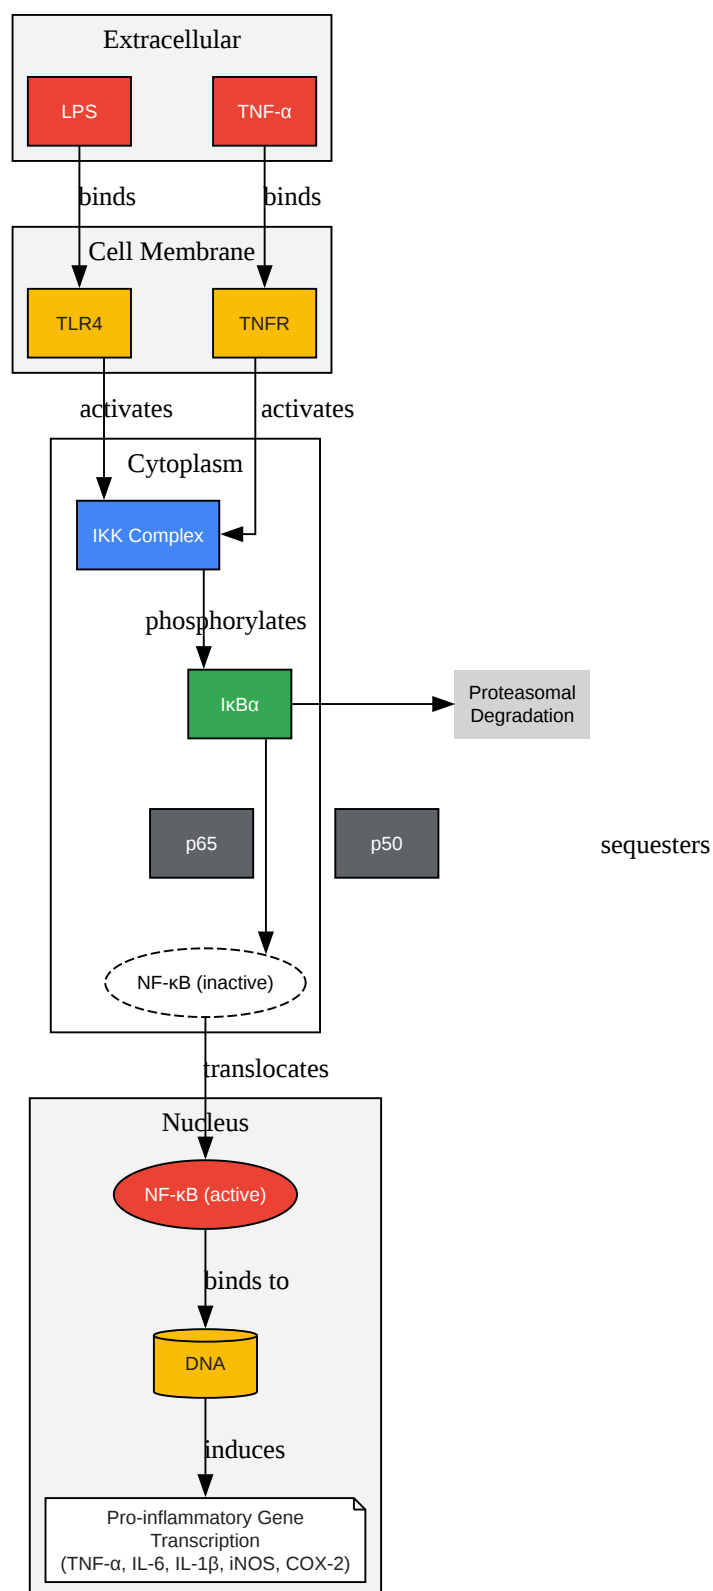 Extracellular
LPS
TNF-α
binds
binds
Cell Membrane
TLR4
TNFR
activates
activates
Cytoplasm
IKK Complex
phosphorylates
IκBα
Proteasomal
Degradation
p65
p50
sequesters
NF-κB (inactive)
translocates
Nucleus
NF-κB (active)
binds to
DNA
induces
Pro-inflammatory Gene
Transcription
(TNF-α, IL-6, IL-1β, iNOS, COX-2)